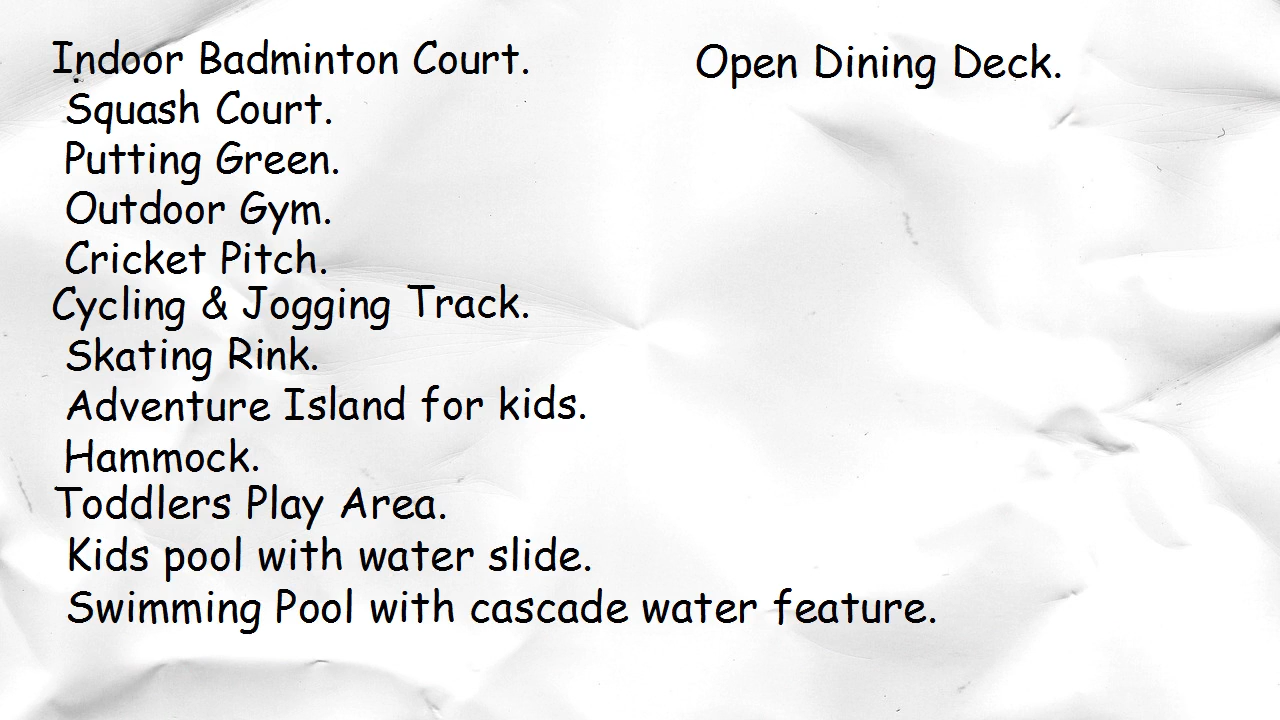 Indoor Badminton Court.
Squash Court.
Putting Green.
Outdoor Gym.
Cricket Pitch.
Cycling & Jogging Track.
Skating Rink.
Adventure Island for kids.
Hammock.
Toddlers Play Area.
Kids pool with water slide.
Swimming Pool with cascade water feature.
Open Dining Deck.